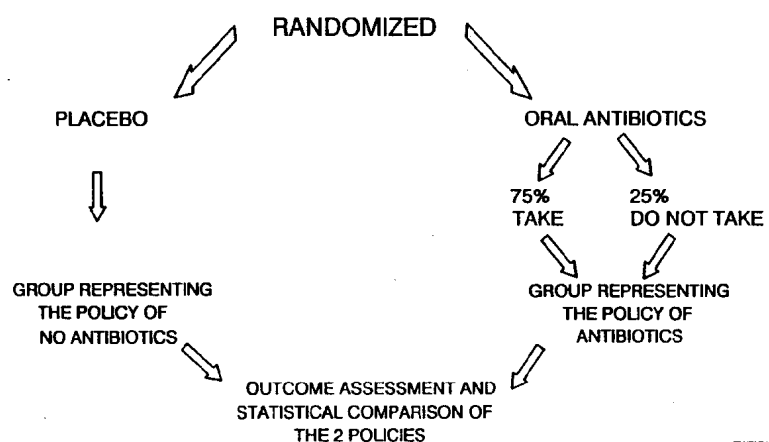 RANDOMIZED
PLACEBO
ORAL ANTIBIOTICS
75%
TAKE
25%
DO NOT TAKE
GROUP REPRESENTING
THE POLICY OF
NO ANTIBIOTICS
GROUP REPRESENTING
THE POLICY OF
ANTIBIOTICS
OUTCOME ASSESSMENT AND
STATISTICAL COMPARISON OF
THE 2 POLICIES